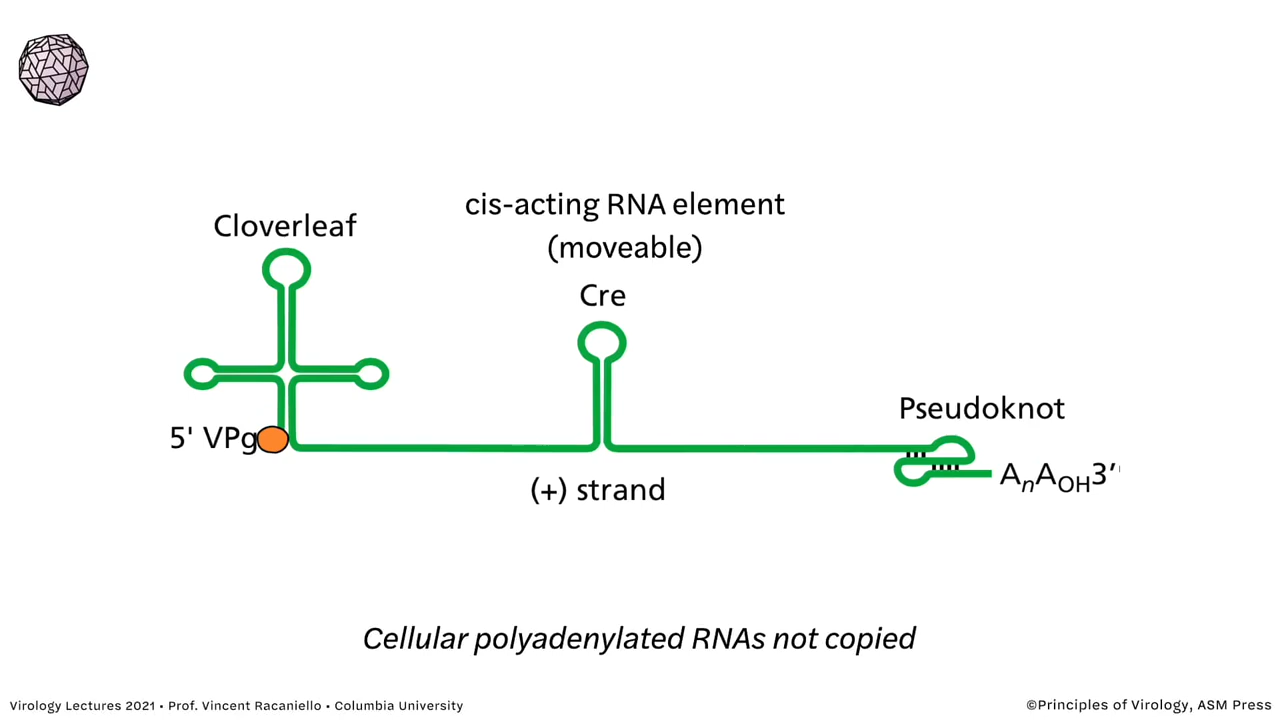 Cloverleaf
cis-acting RNA element
(moveable)
Cre
5' VPg
Pseudoknot
AnAOH3′
(+) strand
Cellular polyadenylated RNAs not copied
Virology Lectures 2021 • Prof. Vincent Racaniello • Columbia University
©Principles of Virology, ASM Press